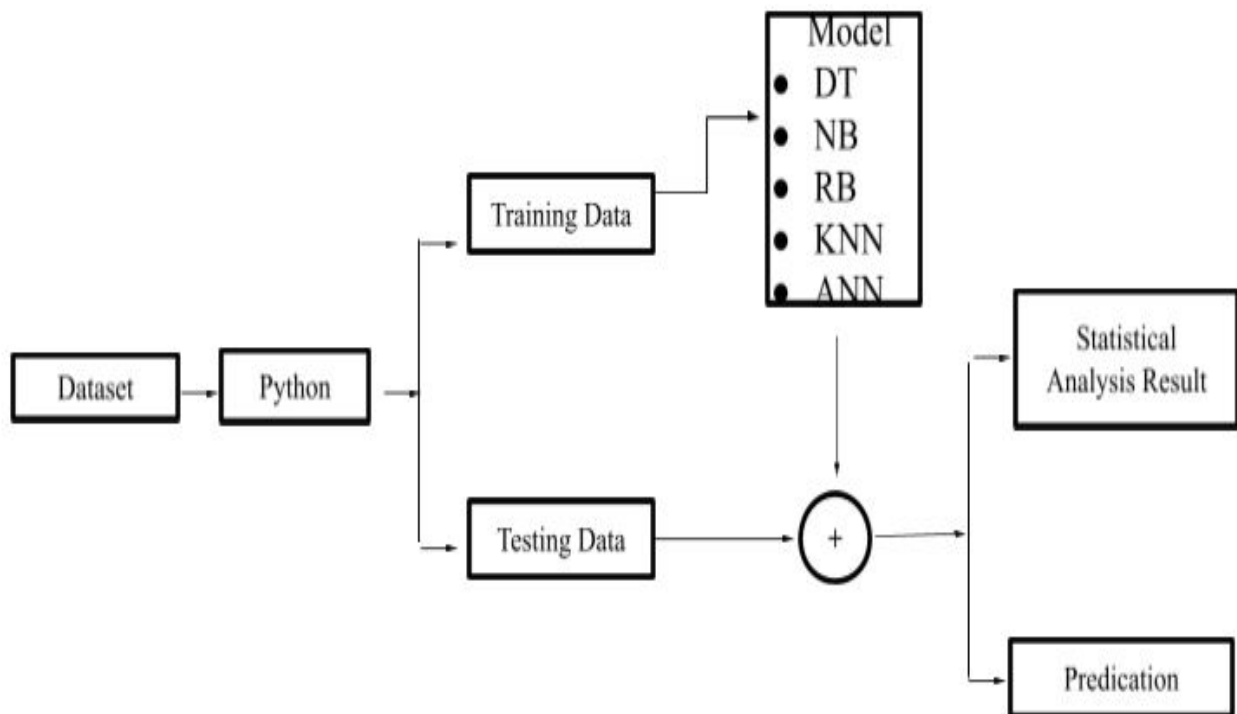 Model
• DT
• NB
• RB
• KNN
• ANN
Training Data
Dataset
Python
Statistical
Analysis Result
Testing Data
+
Predication